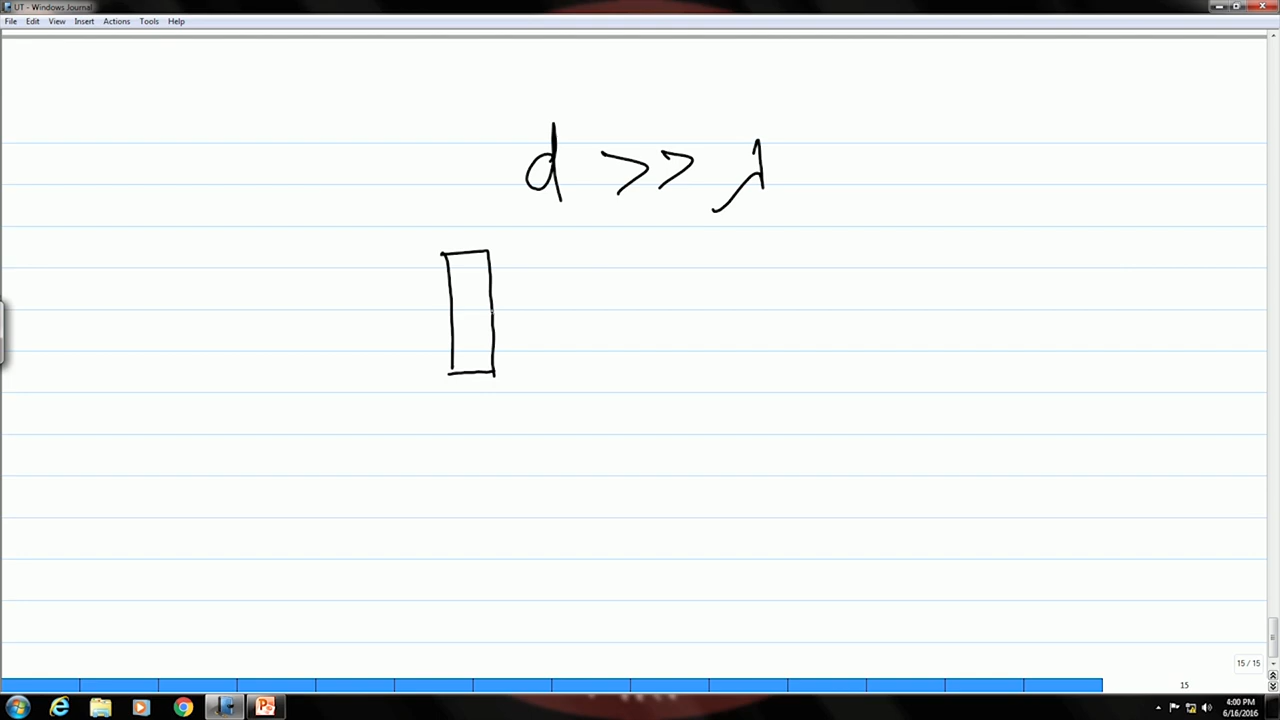 UT - Windows Journal
File Edit View Insert Actions Tools Help
d >> λ
15 / 15
15
4:00 PM
6/16/2016